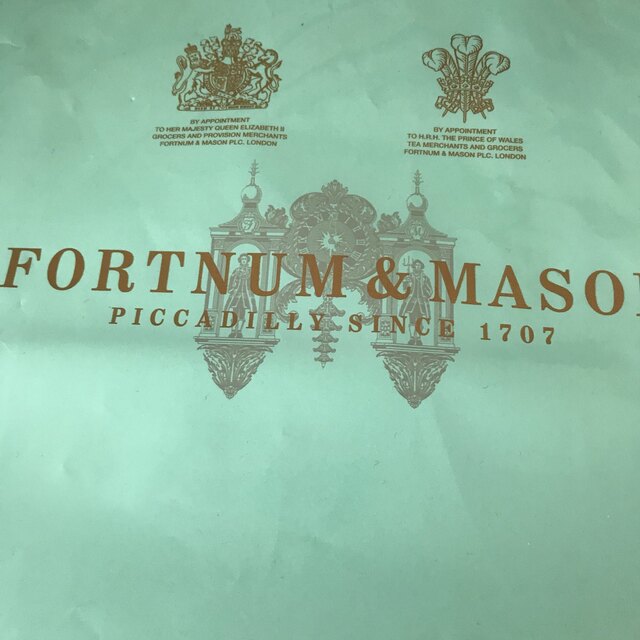 BY APPOINTMENT
TO HER MAJESTY QUEEN ELIZABETH II
GROCERS AND PROVISION MERCHANTS
FORTNUM & MASON PLC. LONDON
BY APPOINTMENT
TO H.R.H. THE PRINCE OF WALES
TEA MERCHANTS AND GROCERS
FORTNUM & MASON PLC. LONDON
FORTNUM & MASON
PICCADILLY SINCE 1707